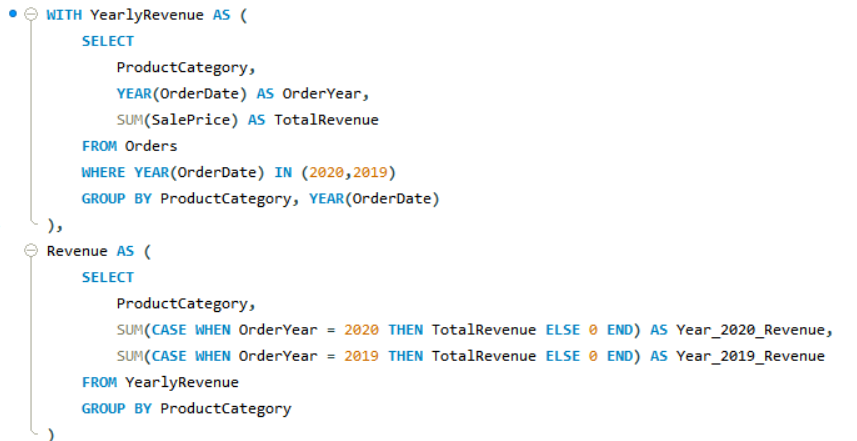 WITH YearlyRevenue AS (
    SELECT
        ProductCategory,
        YEAR(OrderDate) AS OrderYear,
        SUM(SalePrice) AS TotalRevenue
    FROM Orders
    WHERE YEAR(OrderDate) IN (2020,2019)
    GROUP BY ProductCategory, YEAR(OrderDate)
),
Revenue AS (
    SELECT
        ProductCategory,
        SUM(CASE WHEN OrderYear = 2020 THEN TotalRevenue ELSE 0 END) AS Year_2020_Revenue,
        SUM(CASE WHEN OrderYear = 2019 THEN TotalRevenue ELSE 0 END) AS Year_2019_Revenue
    FROM YearlyRevenue
    GROUP BY ProductCategory
)